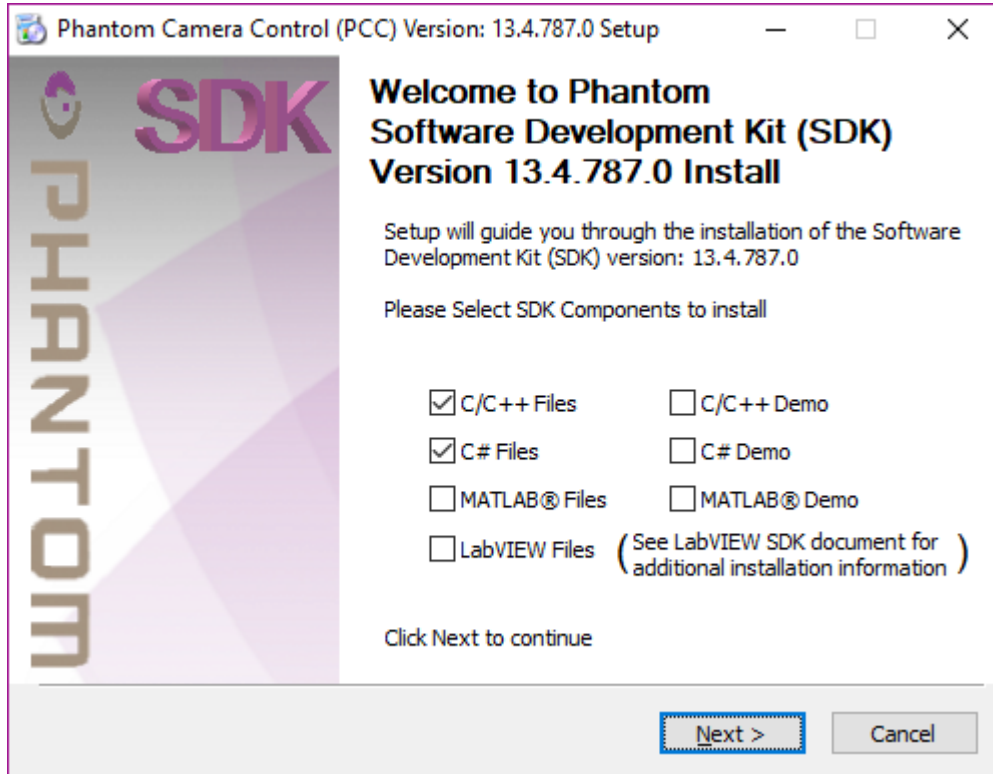 Phantom Camera Control (PCC) Version: 13.4.787.0 Setup
SDK
PHANTOM
Welcome to Phantom
Software Development Kit (SDK)
Version 13.4.787.0 Install
Setup will guide you through the installation of the Software
Development Kit (SDK) version: 13.4.787.0
Please Select SDK Components to install
C/C++ Files
C/C++ Demo
C# Files
C# Demo
MATLAB® Files
MATLAB® Demo
LabVIEW Files
(See LabVIEW SDK document for
additional installation information)
Click Next to continue
Next >
Cancel